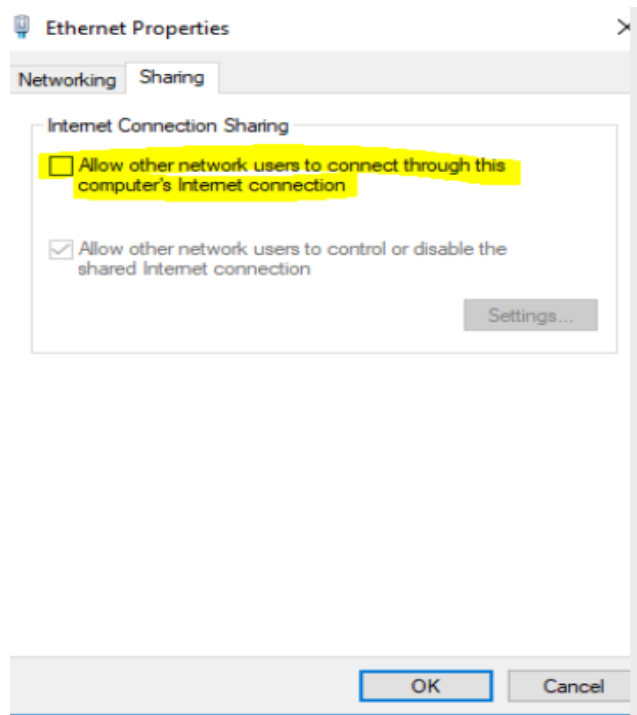 Ethernet Properties
Networking
Sharing
Internet Connection Sharing
Allow other network users to connect through this
computer's Internet connection
Allow other network users to control or disable the
shared Internet connection
Settings...
OK
Cancel